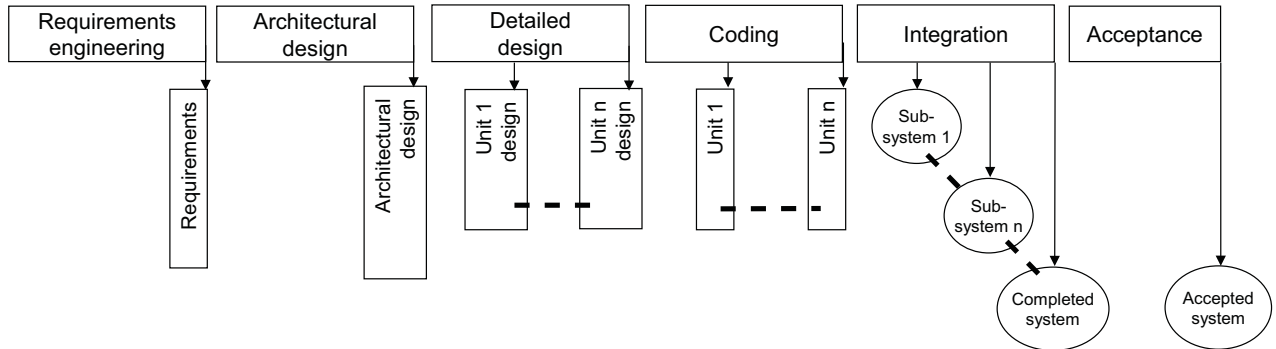 Requirements
engineering
Architectural
design
Detailed
design
Coding
Integration
Acceptance
Requirements
Architectural
design
Unit 1
design
Unit n
design
Unit 1
Unit n
Sub-
system 1
Sub-
system n
Completed
system
Accepted
system